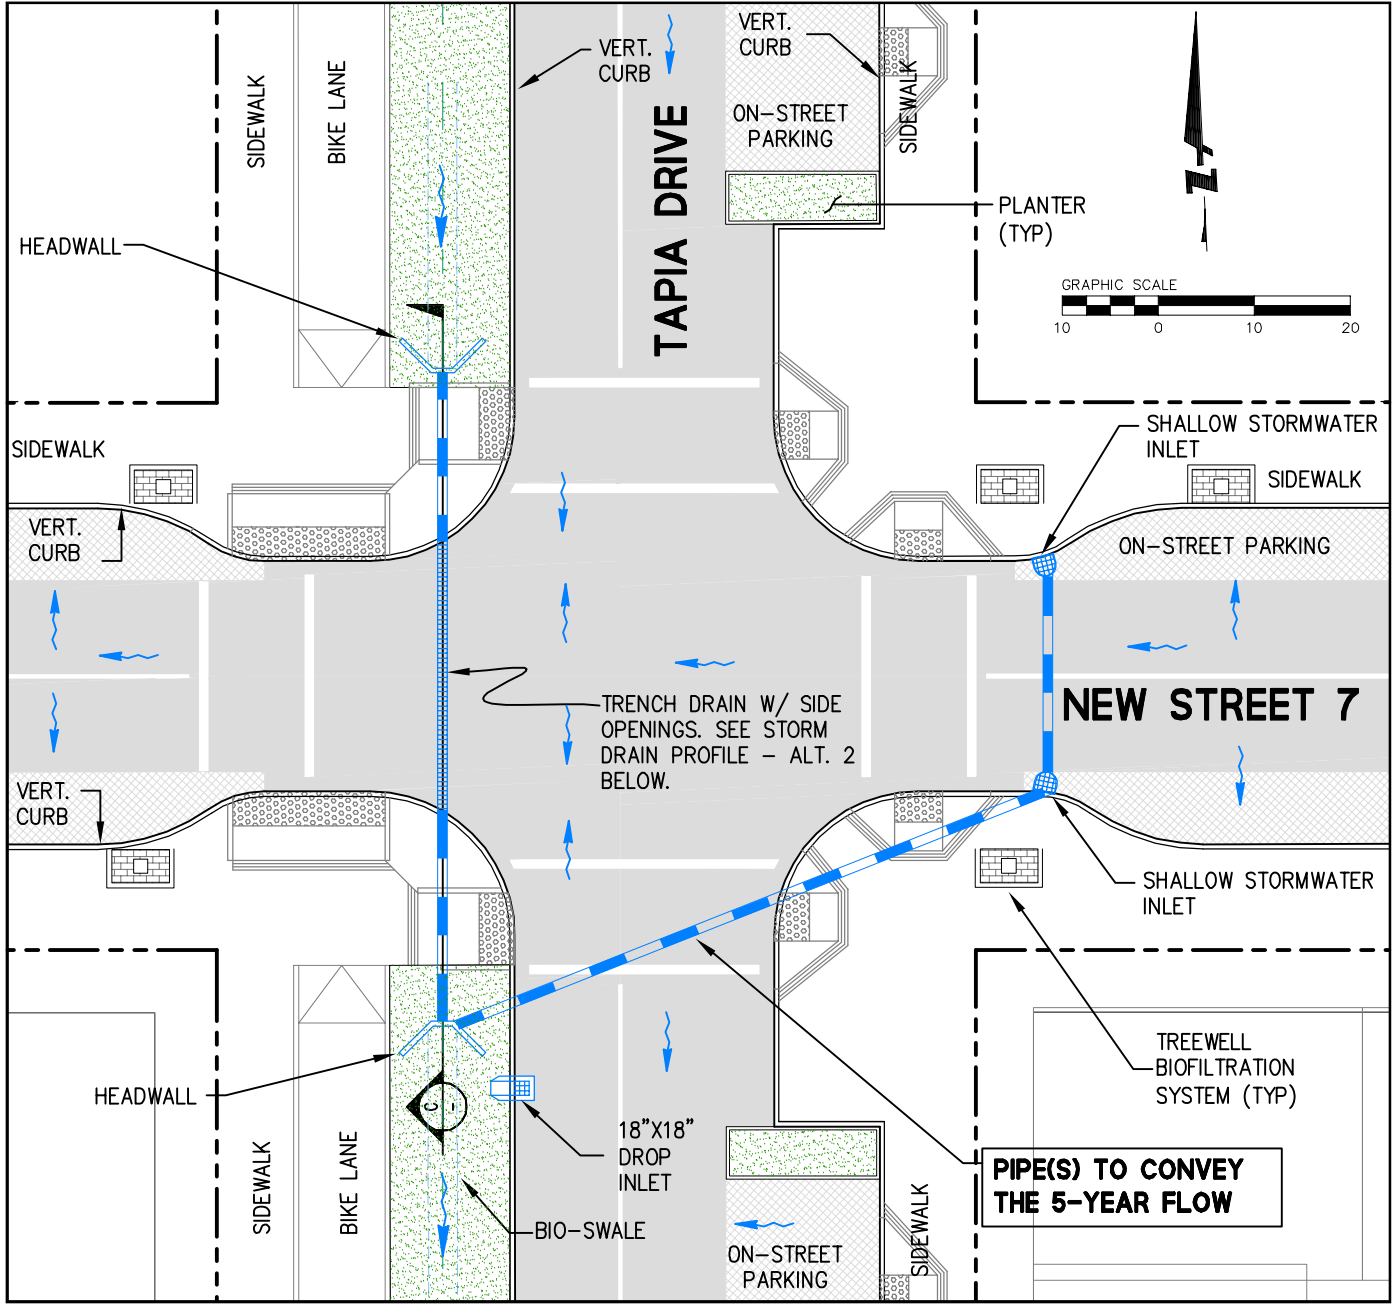 VERT.
CURB
VERT.
CURB
SIDEWALK
BIKE LANE
ON-STREET
PARKING
SIDEWALK
TAPIA DRIVE
PLANTER
(TYP)
HEADWALL
Z
GRAPHIC SCALE
10 0 10 20
SHALLOW STORMWATER
INLET
SIDEWALK
SIDEWALK
VERT.
CURB
ON-STREET PARKING
TRENCH DRAIN W/ SIDE
OPENINGS. SEE STORM
DRAIN PROFILE - ALT. 2
BELOW.
NEW STREET 7
VERT.
CURB
SHALLOW STORMWATER
INLET
TREEWELL
BIOFILTRATION
SYSTEM (TYP)
HEADWALL
C
-
18"X18"
DROP
INLET
SIDEWALK
BIKE LANE
BIO-SWALE
PIPE(S) TO CONVEY
THE 5-YEAR FLOW
ON-STREET
PARKING
SIDEWALK